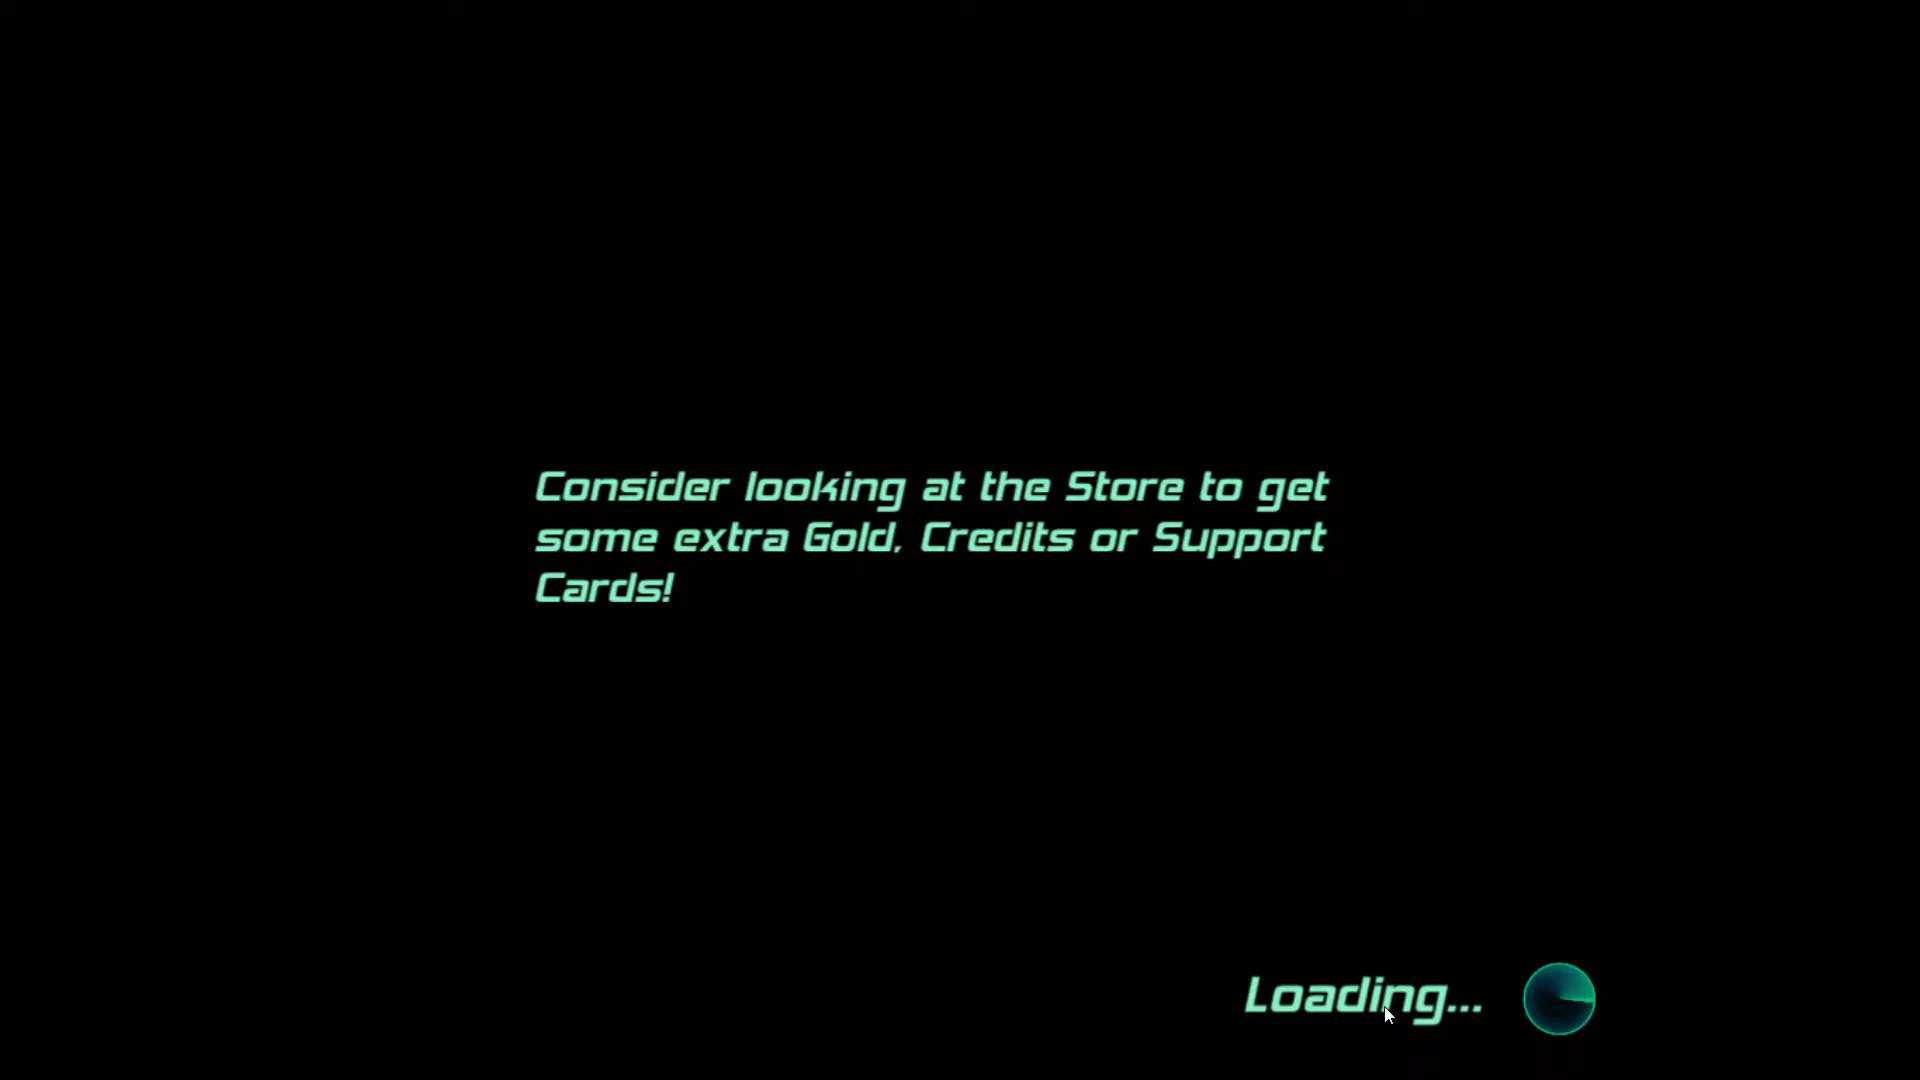 Consider looking at the Store to get
some extra Gold, Credits or Support
Cards!
Loading...